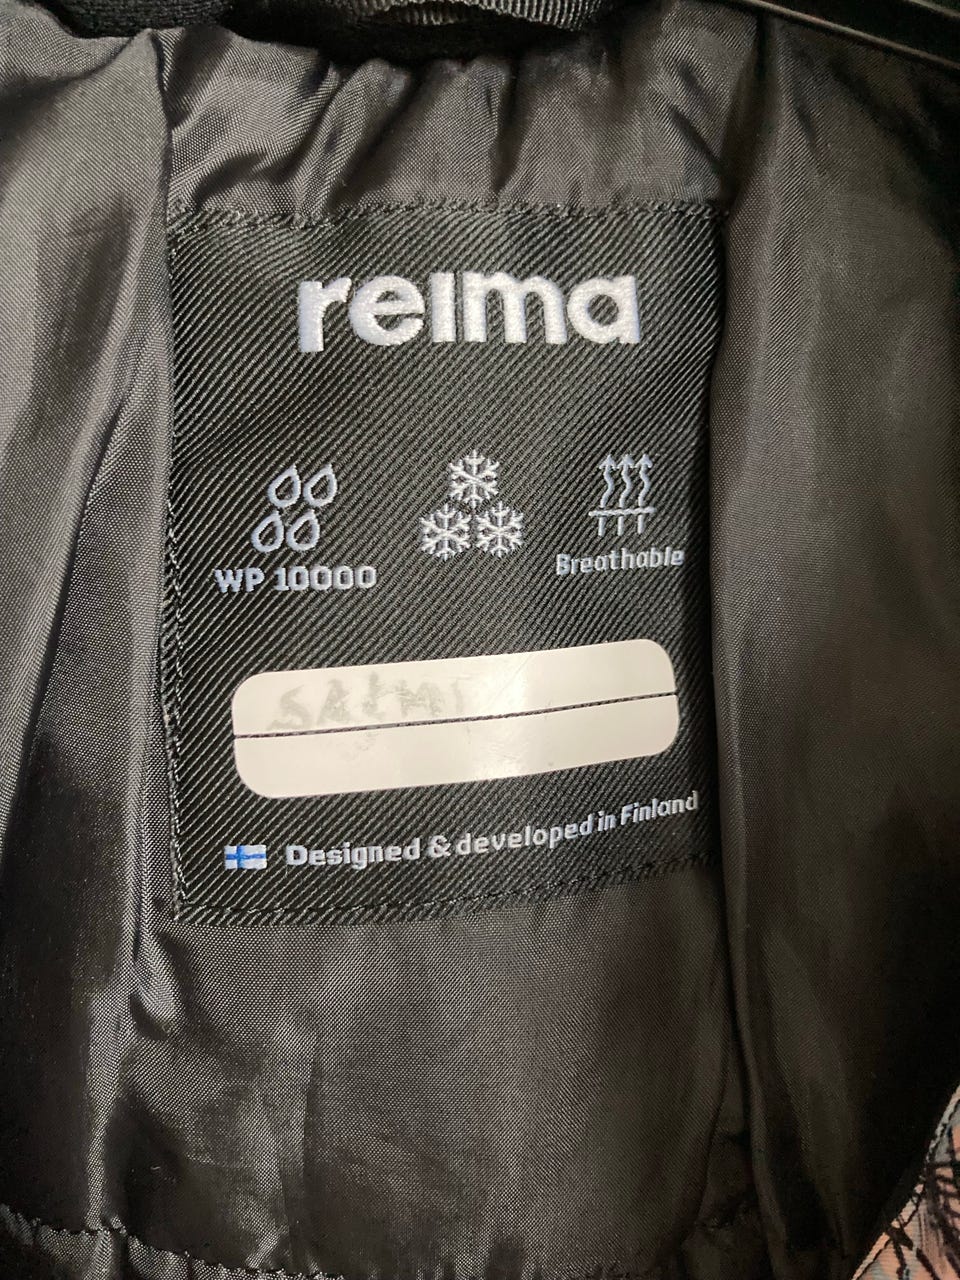 reima
WP 10000
Breathable
Designed & developed in Finland